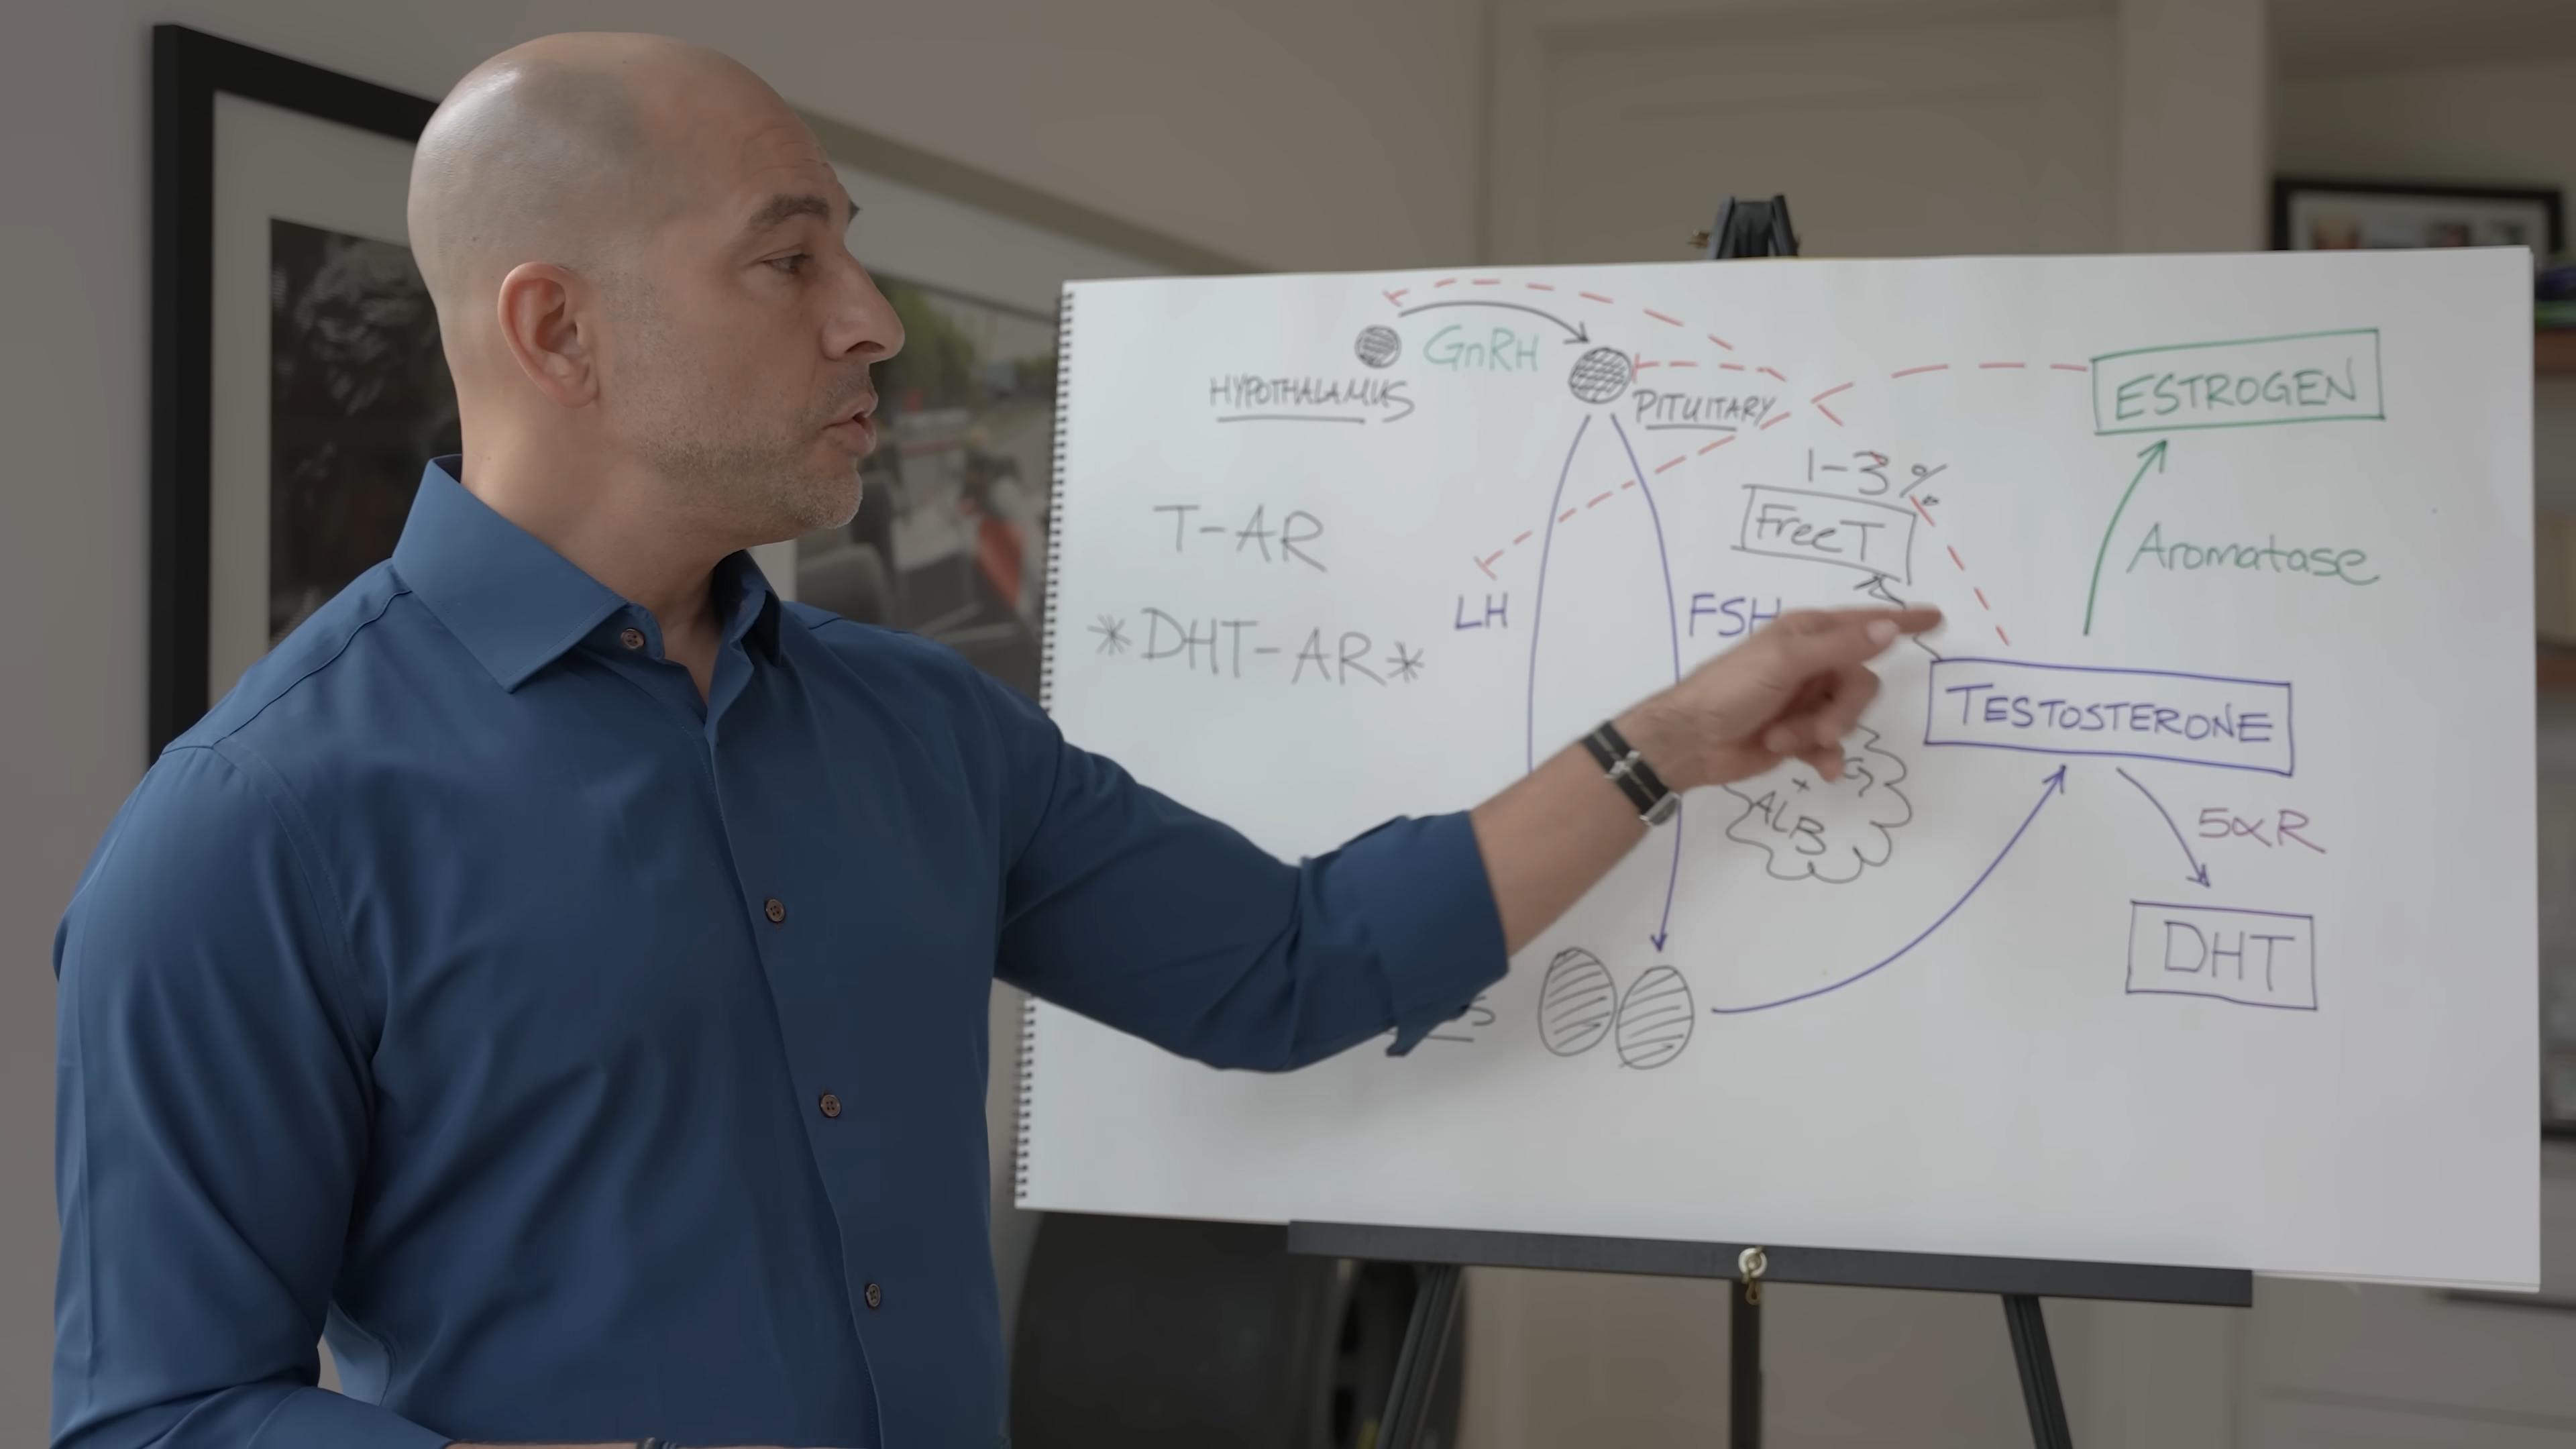 GnRH
HYPOTHALAMUS
PITUITARY
ESTROGEN
1-3%
FreeT
T-AR
Aromatase
LH
FSH
*DHT-AR*
TESTOSTERONE
+
ALB
5αR
DHT